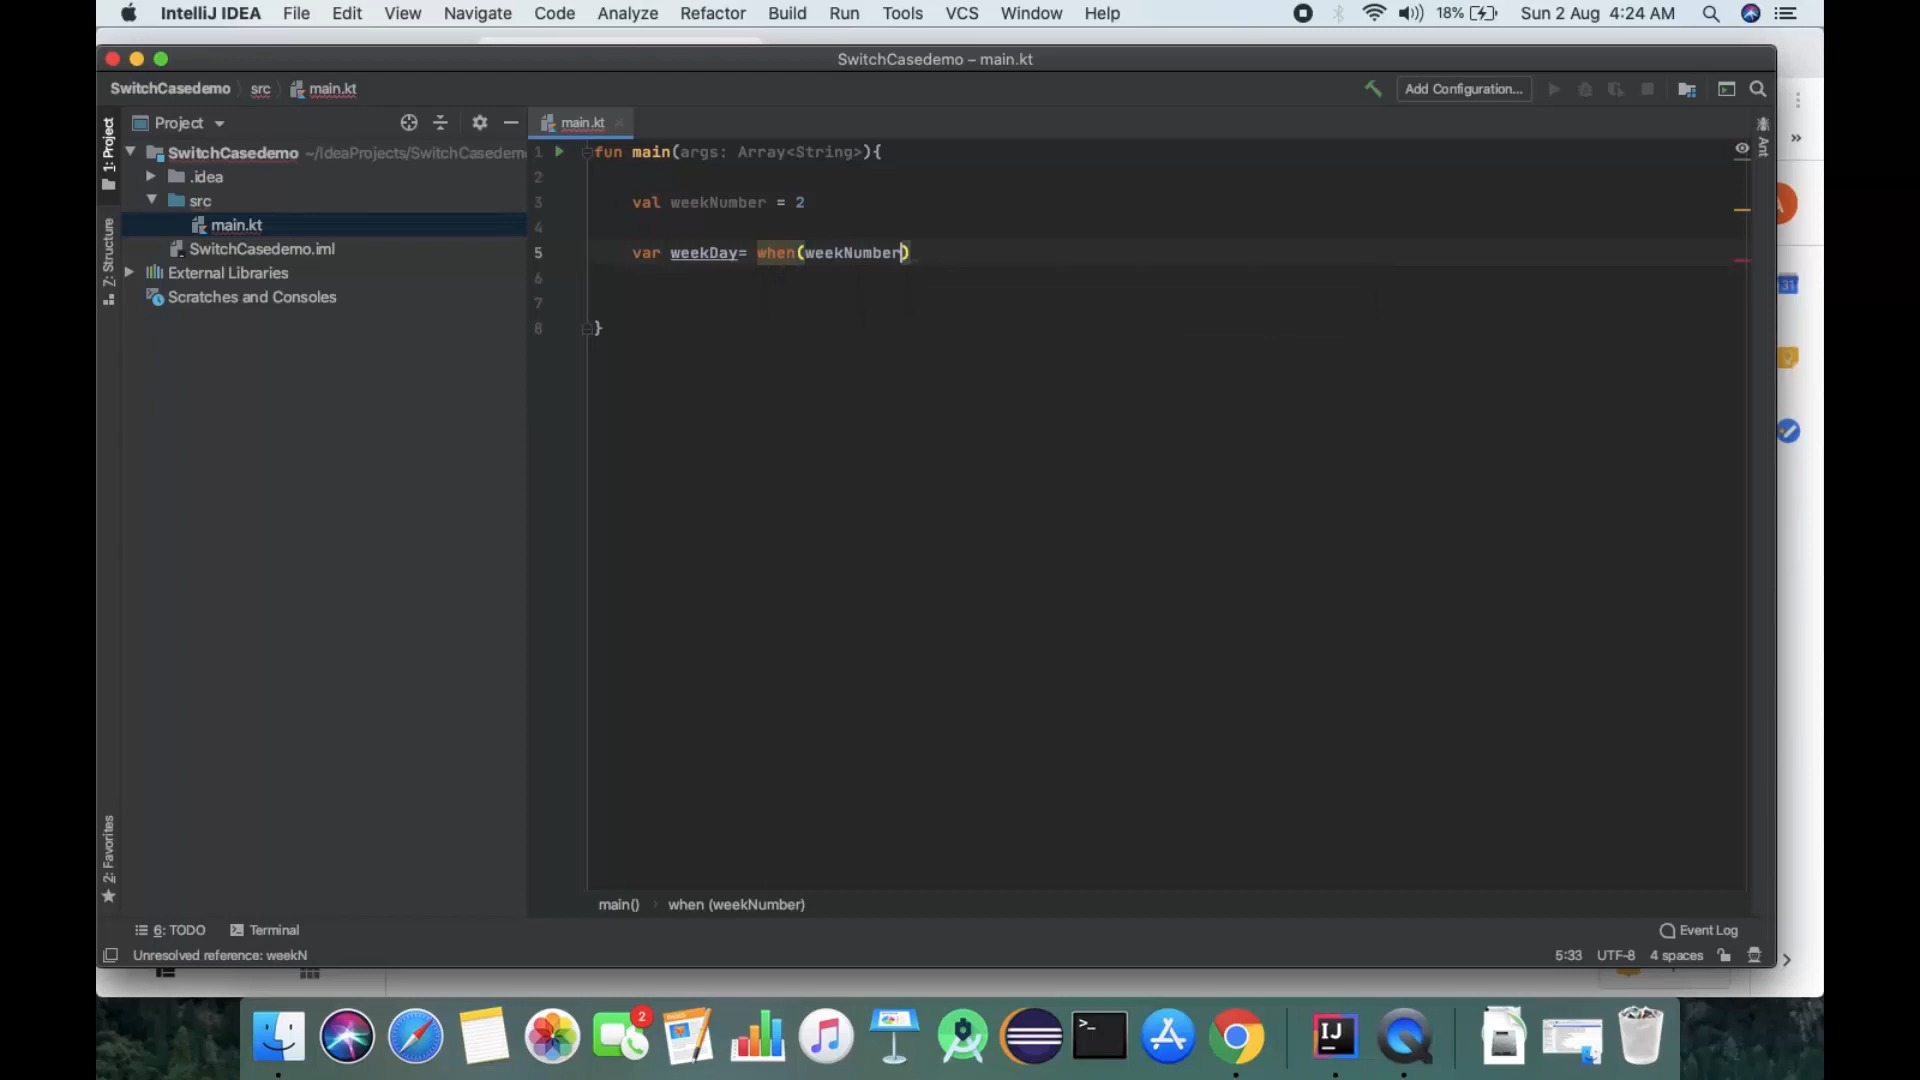 IntelliJ IDEA File Edit View Navigate Code Analyze Refactor Build Run Tools VCS Window Help 18% Sun 2 Aug 4:24 AM
SwitchCasedemo – main.kt
SwitchCasedemo src main.kt Add Configuration...
Project main.kt
1: Project
SwitchCasedemo ~/IdeaProjects/SwitchCasedem
.idea
src
main.kt
SwitchCasedemo.iml
External Libraries
Scratches and Consoles
Z: Structure
2: Favorites
1 fun main(args: Array<String>){
2
3 val weekNumber = 2
4
5 var weekDay= when(weekNumber)
6
7
8 }
Ant
A
31
main() when (weekNumber)
6: TODO Terminal Event Log
Unresolved reference: weekN 5:33 UTF-8 4 spaces
2
>_
IJ